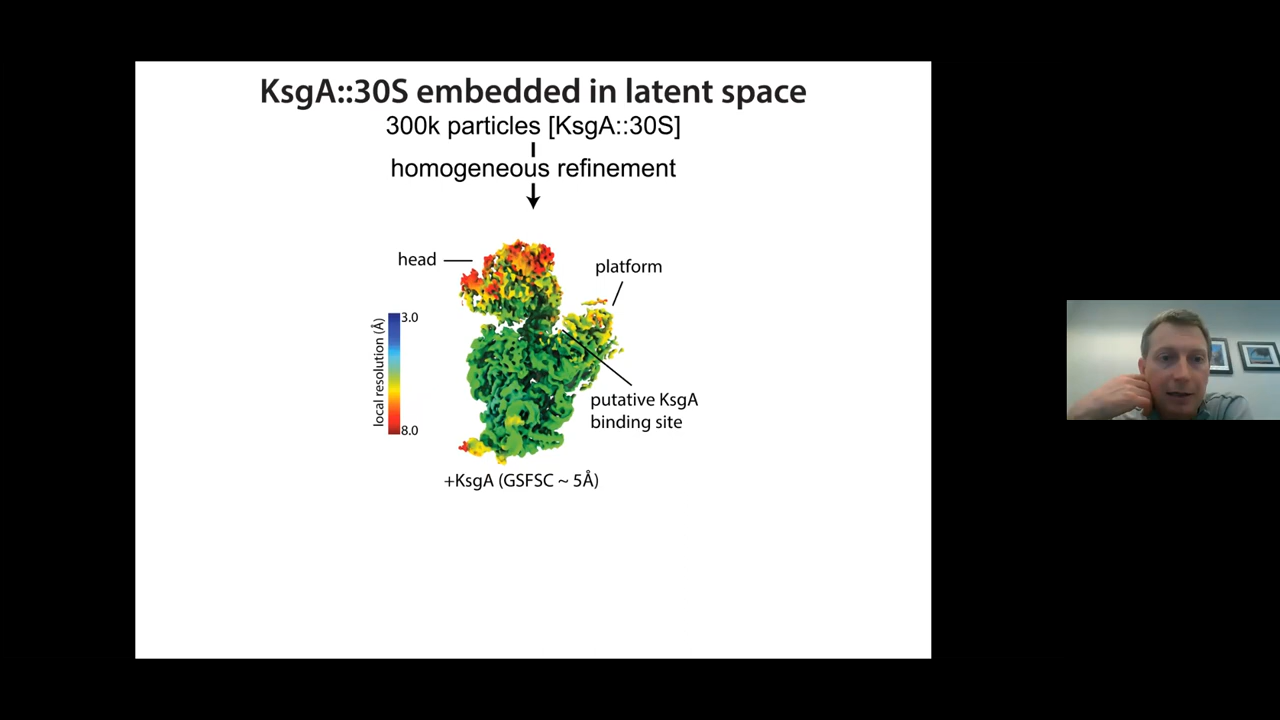 KsgA::30S embedded in latent space
300k particles [KsgA::30S]
homogeneous refinement
head
platform
local resolution (Å)
3.0
8.0
putative KsgA
binding site
+KsgA (GSFSC ~ 5Å)